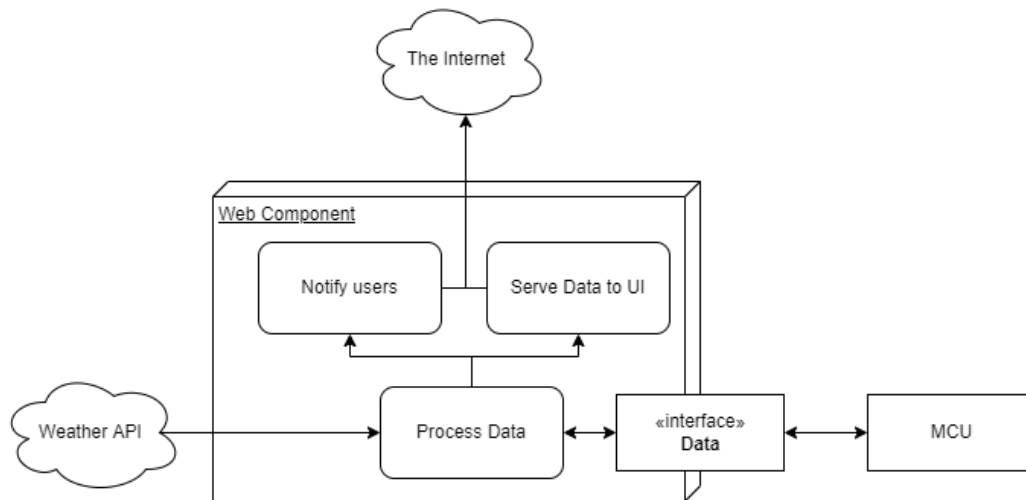 The Internet
Web Component
Notify users
Serve Data to UI
Weather API
Process Data
«interface»
Data
MCU